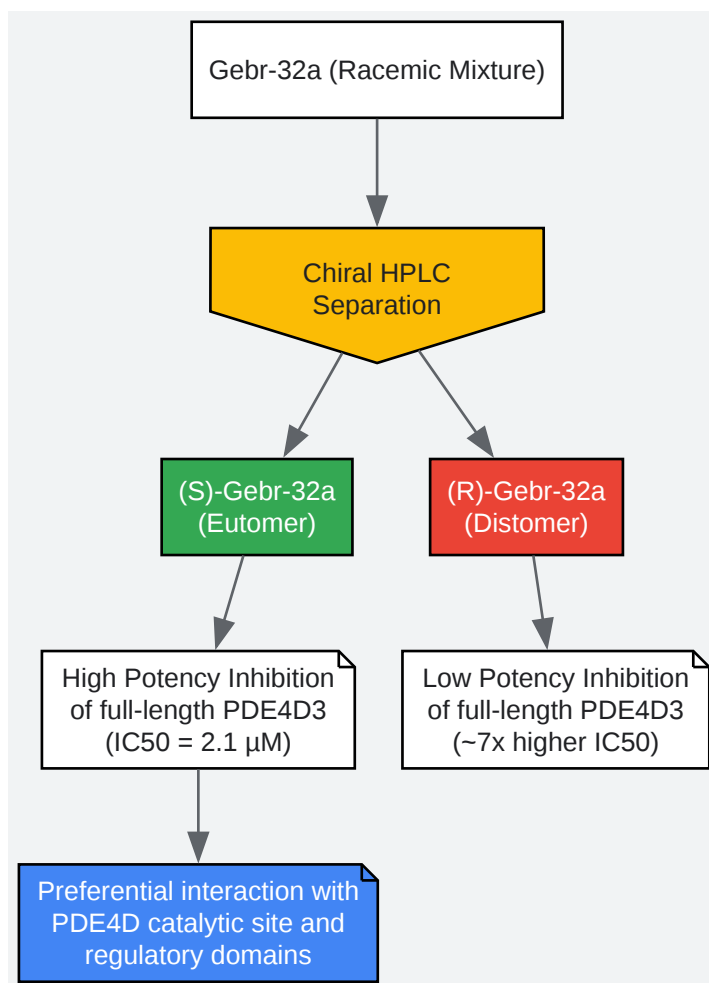 Gebr-32a (Racemic Mixture)
Chiral HPLC
Separation
(S)-Gebr-32a
(Eutomer)
(R)-Gebr-32a
(Distomer)
High Potency Inhibition
of full-length PDE4D3
(IC50 = 2.1 µM)
Low Potency Inhibition
of full-length PDE4D3
(~7x higher IC50)
Preferential interaction with
PDE4D catalytic site and
regulatory domains